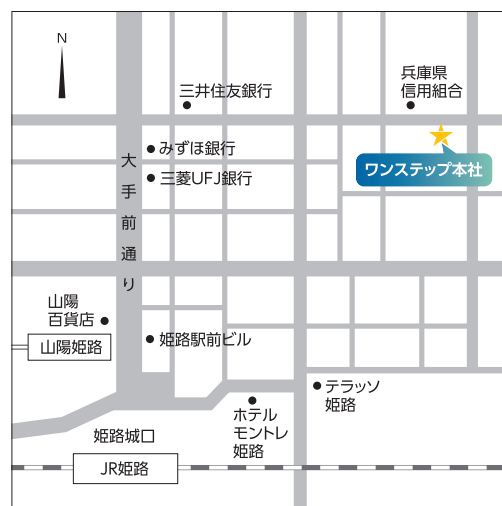 N
兵庫県
信用組合
三井住友銀行
みずほ銀行
三菱UFJ銀行
ワンステップ本社
大手前通り
山陽
百貨店
山陽姫路
姫路駅前ビル
テラッソ
姫路
ホテル
モントレ
姫路
姫路城口
JR姫路